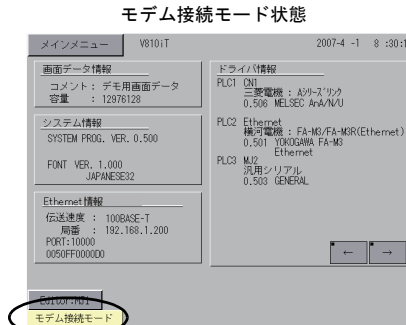 モデム接続モード状態
メインメニュー V810iT 2007-4 -1 8 :30:1
画面データ情報
コメント: デモ用画面データ
容量 : 12976128
システム情報
SYSTEM PROG. VER. 0.500
FONT VER. 1.000
JAPANESE32
Ethernet情報
伝送速度 : 100BASE-T
局番 : 192.168.1.200
PORT:10000
0050FF0000D0
ドライバ情報
PLC1 CN1
三菱電機 : Aシリーズリンク
0.506 MELSEC AnA/N/U
PLC2 Ethernet
横河電機 : FA-M3/FA-M3R(Ethernet)
0.501 YOKOGAWA FA-M3
Ethernet
PLC3 MJ2
汎用シリアル
0.503 GENERAL
← →
Editor:MJ1
モデム接続モード